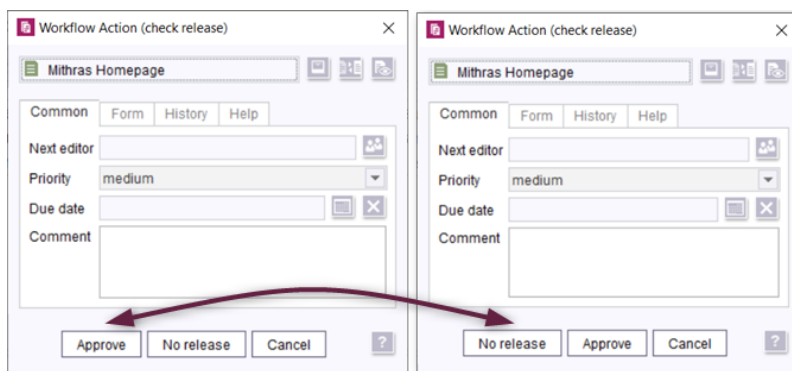 Workflow Action (check release)
Mithras Homepage
Common Form History Help
Next editor
Priority medium
Due date
Comment
Approve No release Cancel ?
Workflow Action (check release)
Mithras Homepage
Common Form History Help
Next editor
Priority medium
Due date
Comment
No release Approve Cancel ?